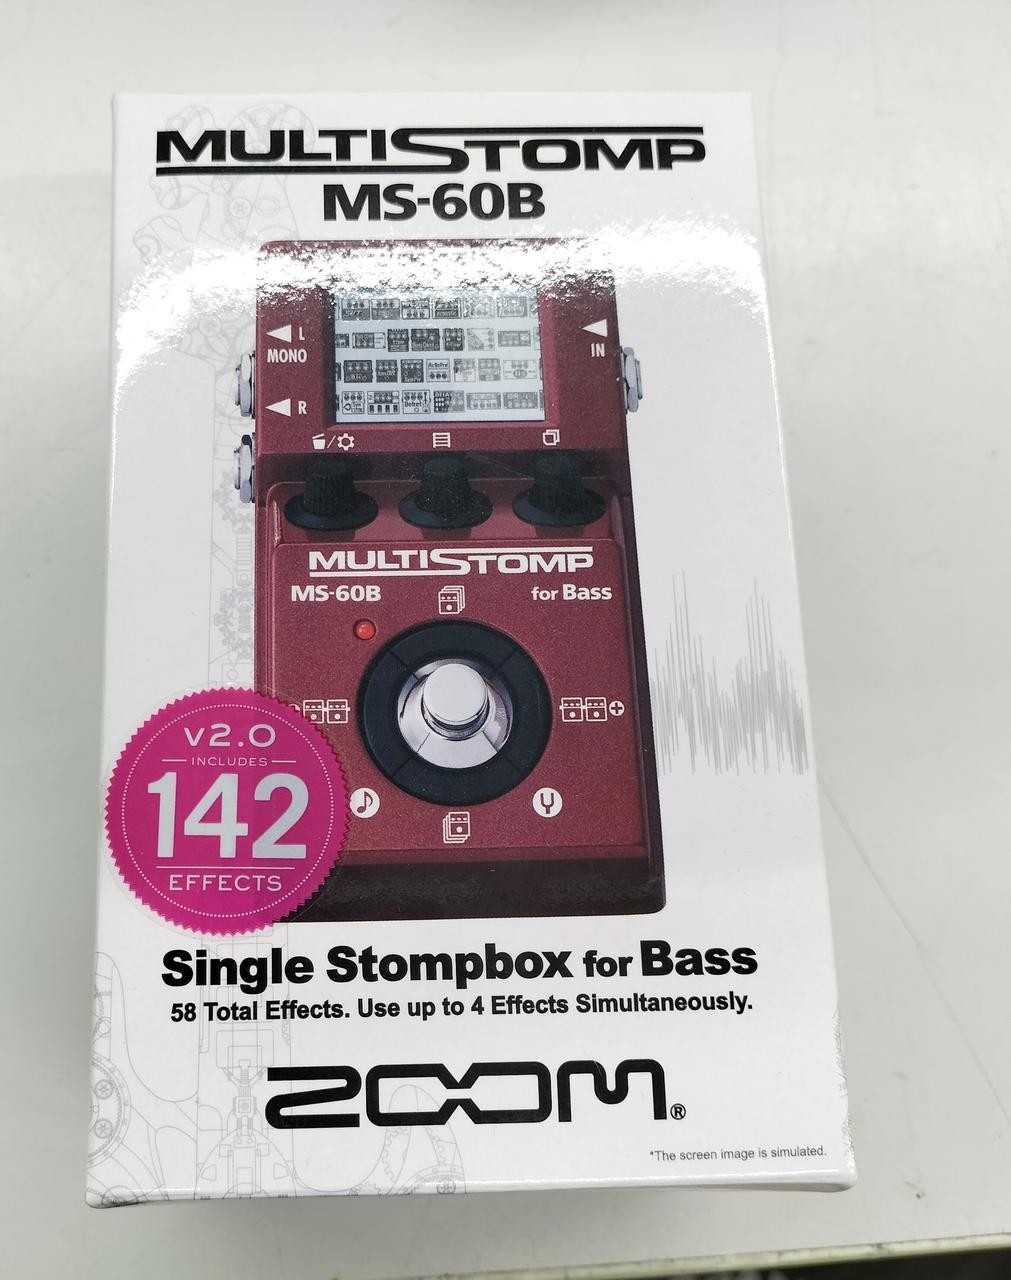 MULTISTOMP
MS-60B
L
MONO
R
IN
MULTISTOMP
MS-60B
for Bass
v2.0
INCLUDES
142
EFFECTS
Single Stompbox for Bass
58 Total Effects. Use up to 4 Effects Simultaneously.
ZOOM®
*The screen image is simulated.